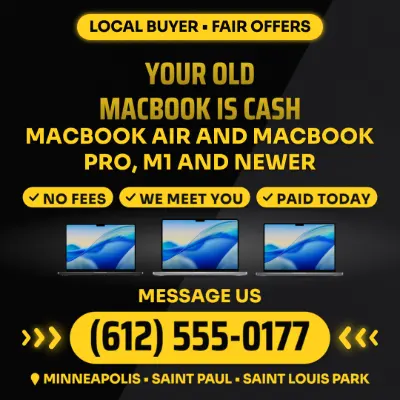 LOCAL BUYER • FAIR OFFERS
YOUR OLD
MACBOOK IS CASH
MACBOOK AIR AND MACBOOK
PRO, M1 AND NEWER
NO FEES
WE MEET YOU
PAID TODAY
MESSAGE US
(612) 555-0177
MINNEAPOLIS • SAINT PAUL • SAINT LOUIS PARK